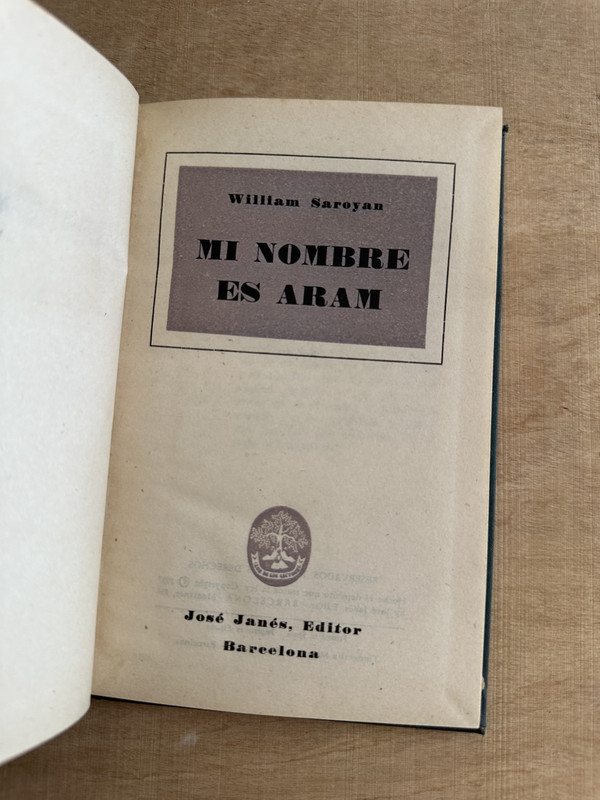 William Saroyan
MI NOMBRE
ES ARAM
José Janés, Editor
Barcelona